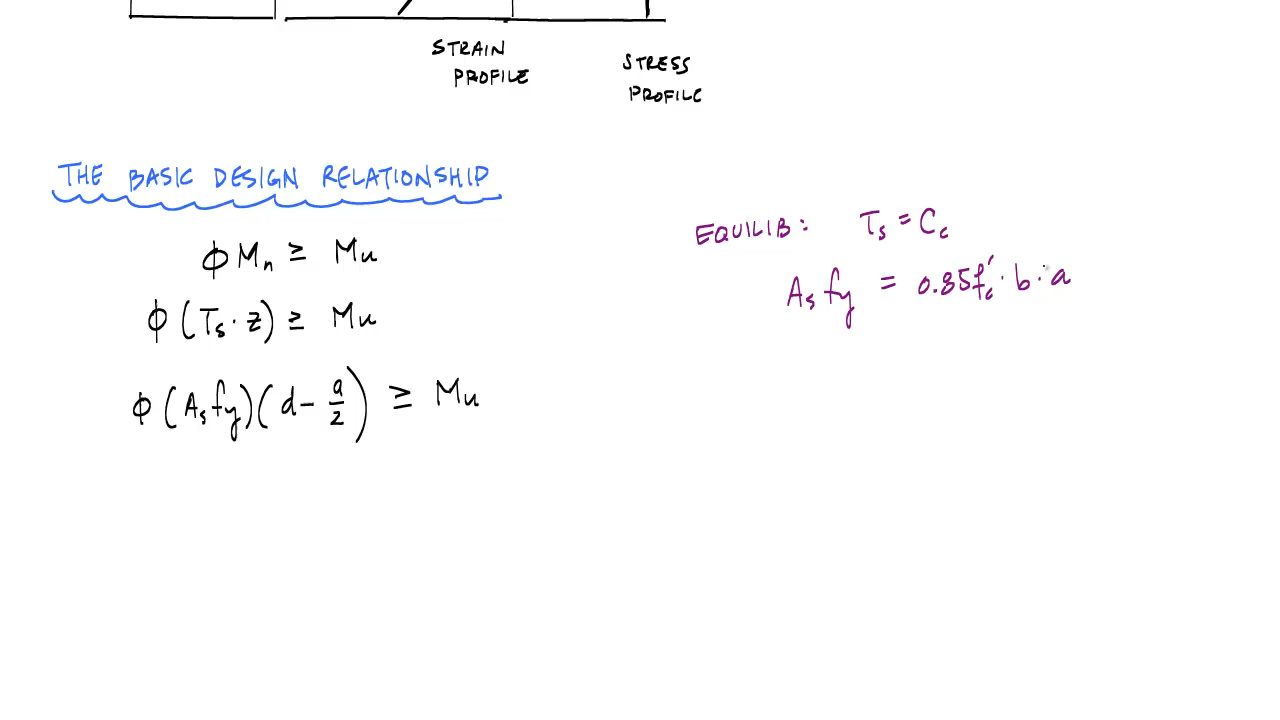 STRAIN
PROFILE
STRESS
PROFILE
THE BASIC DESIGN RELATIONSHIP
ϕ Mn ≥ Mu
ϕ (Ts · z) ≥ Mu
ϕ (As fy)(d - a/2) ≥ Mu
EQUILIB: Ts = Cc
As fy = 0.85f'c · b · a